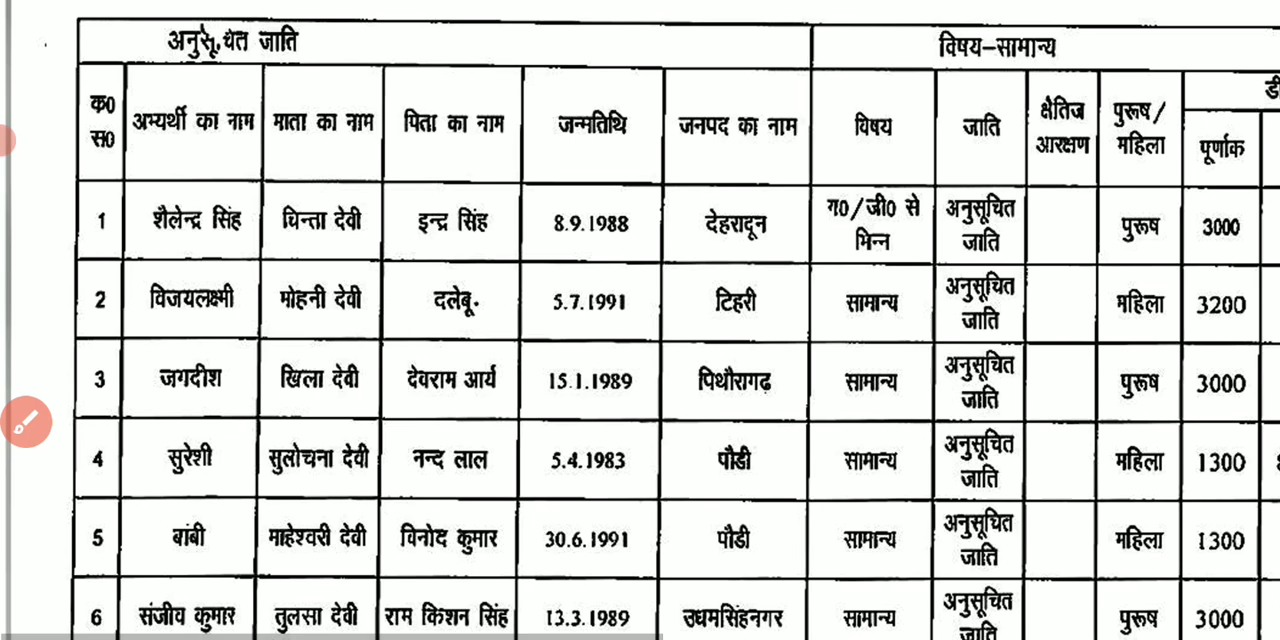 अनुसूचित जाति विषय–सामान्य
क0 स0 अभ्यर्थी का नाम माता का नाम पिता का नाम जन्मतिथि जनपद का नाम विषय जाति क्षैतिज आरक्षण पुरूष/ महिला पूर्णाक
1 शैलेन्द्र सिंह चिन्ता देवी इन्द्र सिंह 8.9.1988 देहरादून ग0/जी0 से भिन्न अनुसूचित जाति पुरूष 3000
2 विजयलक्ष्मी मोहनी देवी दलेबू. 5.7.1991 टिहरी सामान्य अनुसूचित जाति महिला 3200
3 जगदीश खिला देवी देवराम आर्य 15.1.1989 पिथौरागढ़ सामान्य अनुसूचित जाति पुरूष 3000
4 सुरेशी सुलोचना देवी नन्द लाल 5.4.1983 पौडी सामान्य अनुसूचित जाति महिला 1300
5 बांबी माहेश्वरी देवी विनोद कुमार 30.6.1991 पौडी सामान्य अनुसूचित जाति महिला 1300
6 संजीव कुमार तुलसा देवी राम किशन सिंह 13.3.1989 उधमसिंहनगर सामान्य अनुसूचित जाति पुरूष 3000